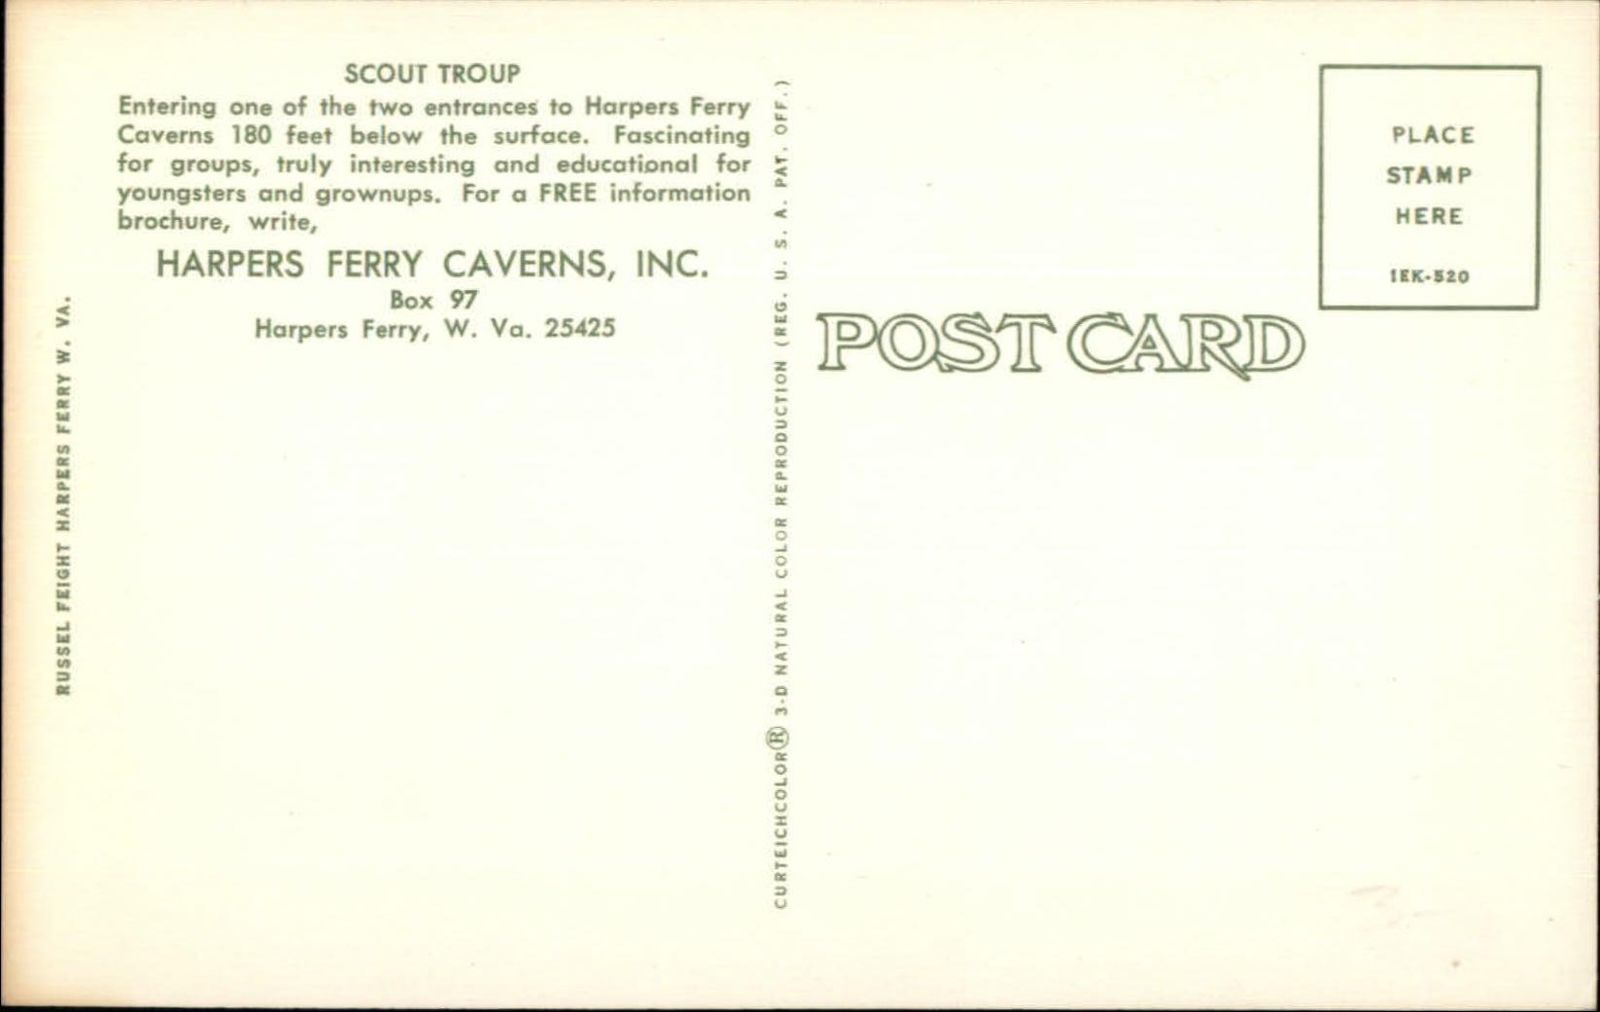 SCOUT TROUP
Entering one of the two entrances to Harpers Ferry
Caverns 180 feet below the surface. Fascinating
for groups, truly interesting and educational for
youngsters and grownups. For a FREE information
brochure, write,
HARPERS FERRY CAVERNS, INC.
Box 97
Harpers Ferry, W. Va. 25425
RUSSEL FEIGHT HARPERS FERRY W. VA.
CURTEICHCOLOR® 3-D NATURAL COLOR REPRODUCTION (REG. U. S. A. PAT. OFF.)
POST CARD
PLACE
STAMP
HERE
1EK-520